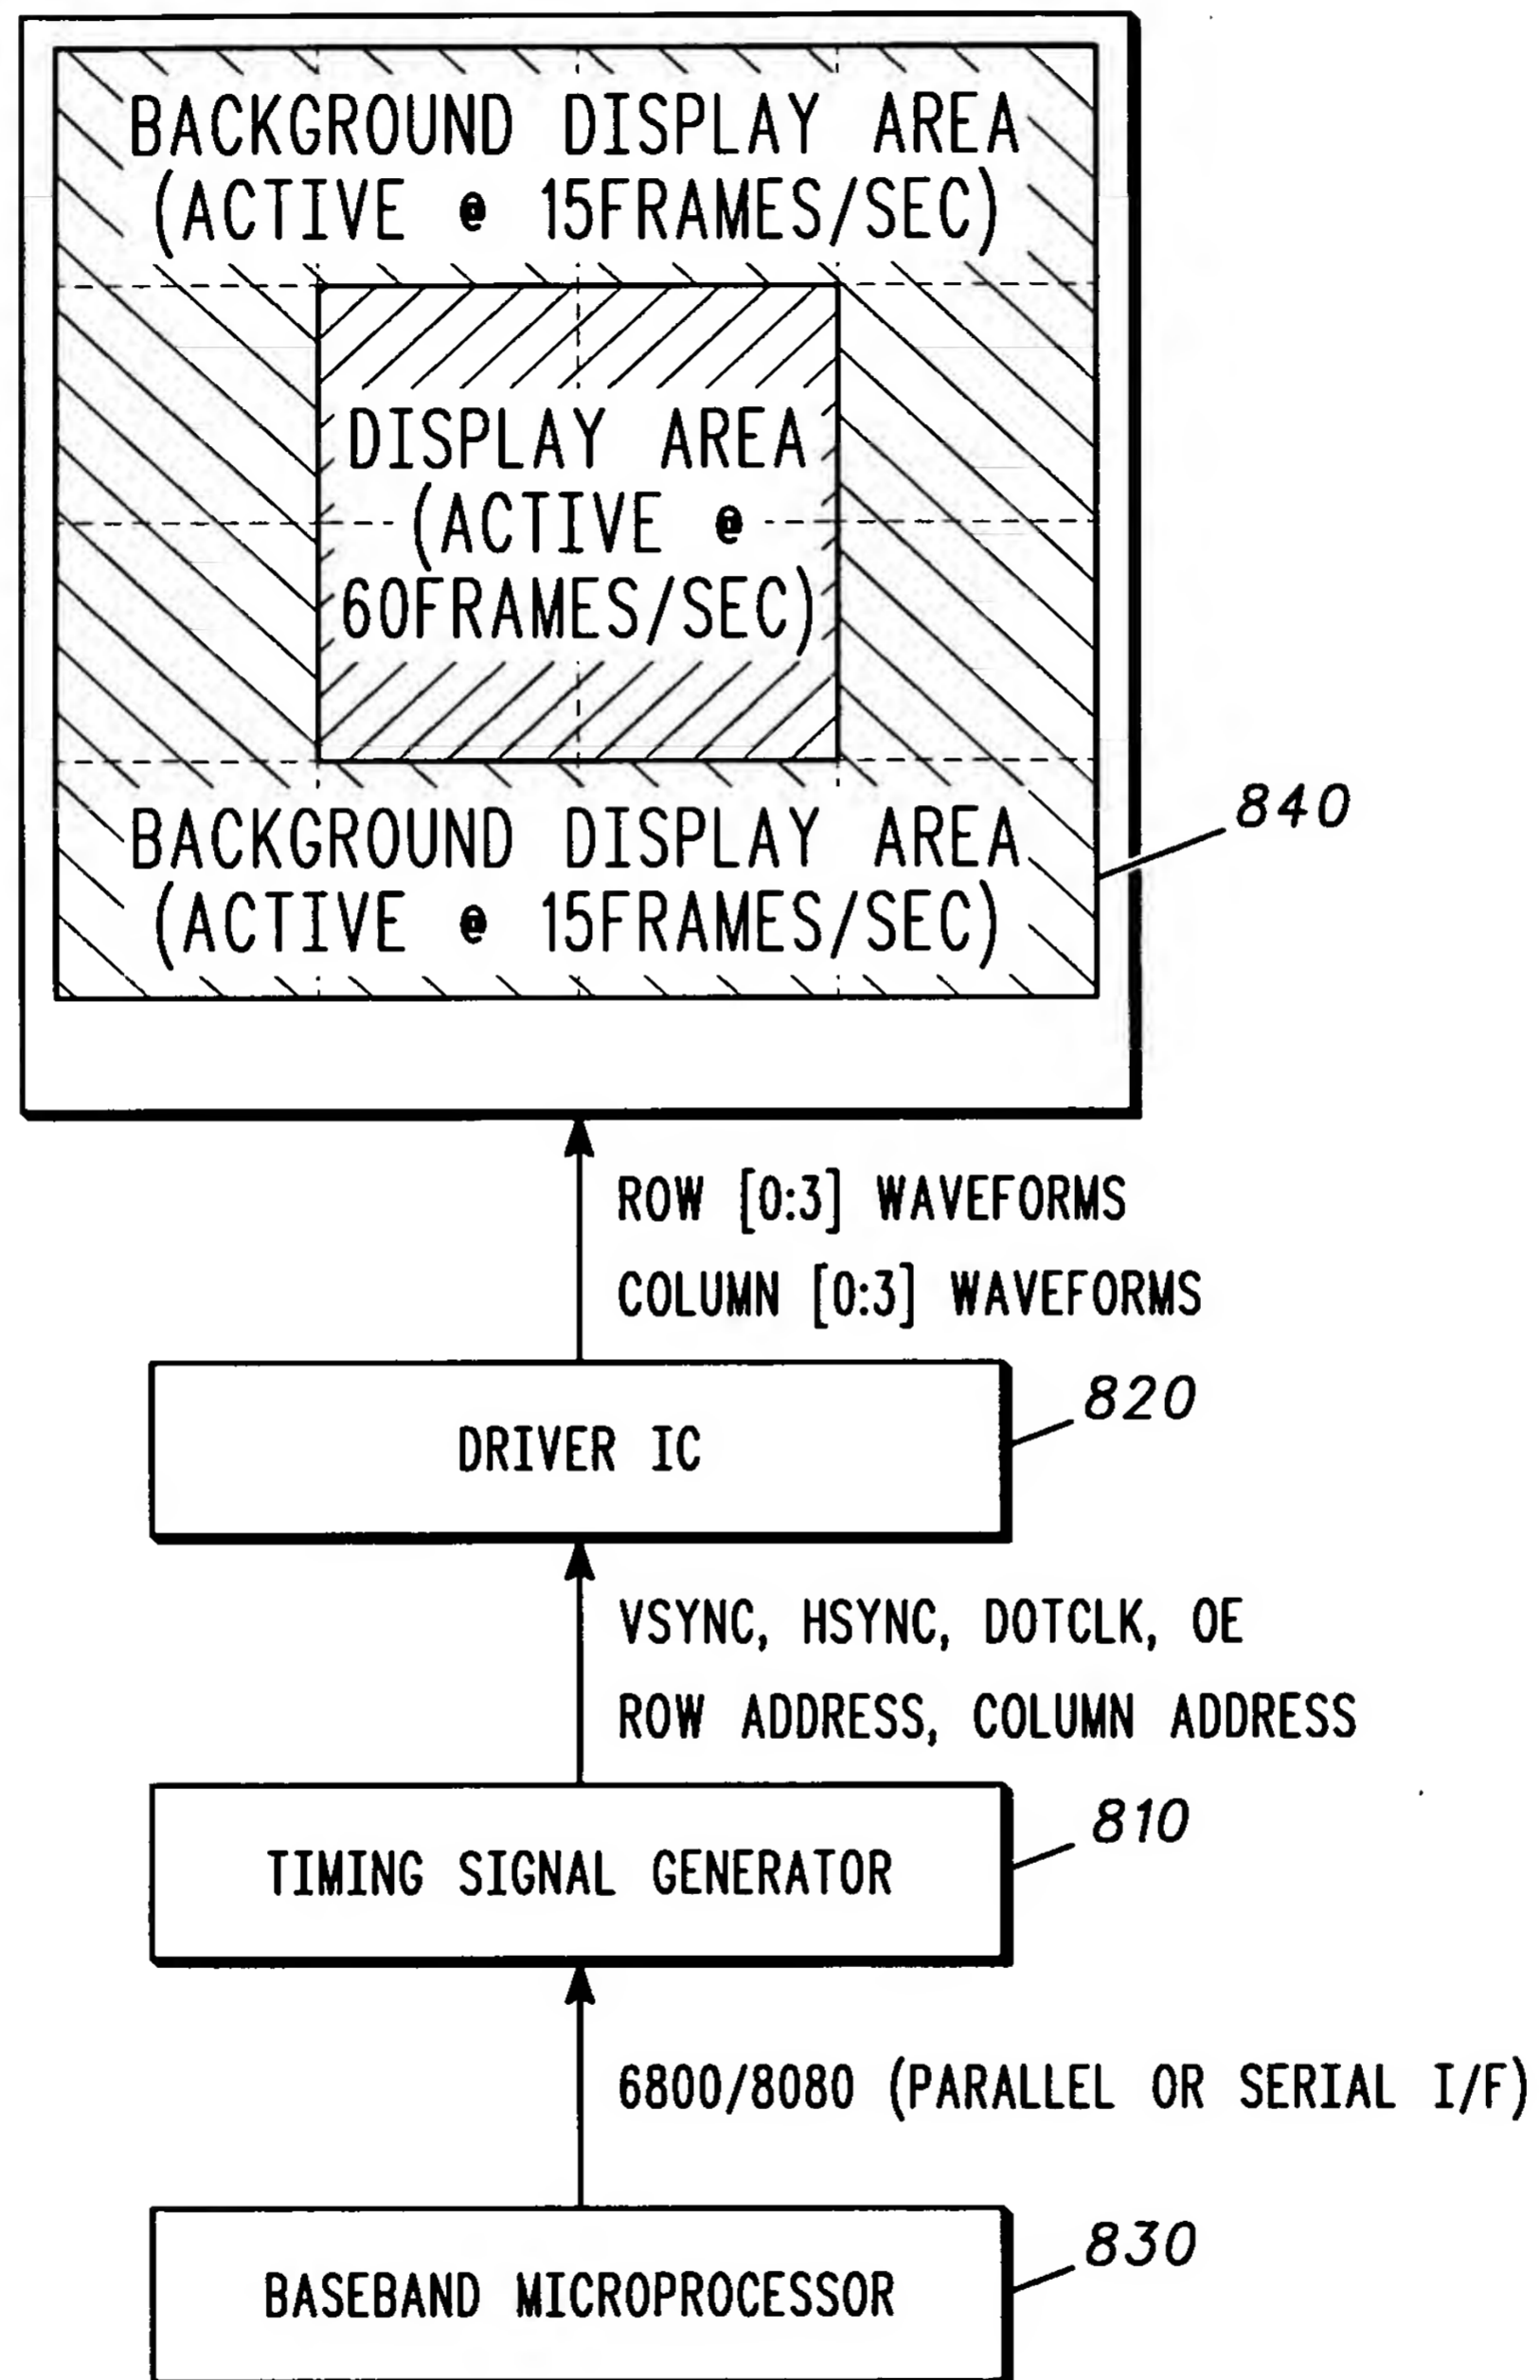 BACKGROUND DISPLAY AREA
(ACTIVE @ 15FRAMES/SEC)
DISPLAY AREA
(ACTIVE @
60FRAMES/SEC)
BACKGROUND DISPLAY AREA
(ACTIVE @ 15FRAMES/SEC)
840
ROW [0:3] WAVEFORMS
COLUMN [0:3] WAVEFORMS
820
DRIVER IC
VSYNC, HSYNC, DOTCLK, OE
ROW ADDRESS, COLUMN ADDRESS
810
TIMING SIGNAL GENERATOR
6800/8080 (PARALLEL OR SERIAL I/F)
830
BASEBAND MICROPROCESSOR